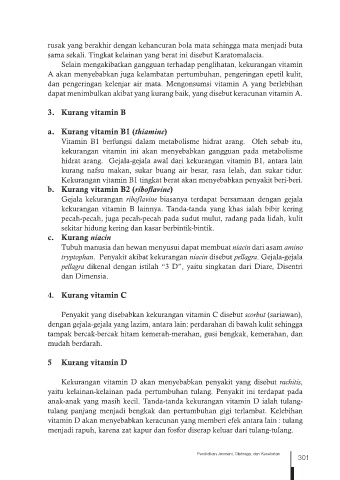 rusak yang berakhir dengan kehancuran bola mata sehingga mata menjadi buta
sama sekali. Tingkat kelainan yang berat ini disebut Karatomalacia.
Selain mengakibatkan gangguan terhadap penglihatan, kekurangan vitamin
A akan menyebabkan juga kelambatan pertumbuhan, pengeringan epetil kulit,
dan pengeringan kelenjar air mata. Mengonsumsi vitamin A yang berlebihan
dapat menimbulkan akibat yang kurang baik, yang disebut keracunan vitamin A.
3. Kurang vitamin B
a. Kurang vitamin B1 (thiamine)
Vitamin B1 berfungsi dalam metabolisme hidrat arang. Oleh sebab itu,
kekurangan vitamin ini akan menyebabkan gangguan pada metabolisme
hidrat arang. Gejala-gejala awal dari kekurangan vitamin B1, antara lain
kurang nafsu makan, sukar buang air besar, rasa lelah, dan sukar tidur.
Kekurangan vitamin B1 tingkat berat akan menyebabkan penyakit beri-beri.
b. Kurang vitamin B2 (riboflavine)
Gejala kekurangan riboflavine biasanya terdapat bersamaan dengan gejala
kekurangan vitamin B lainnya. Tanda-tanda yang khas ialah bibir kering
pecah-pecah, juga pecah-pecah pada sudut mulut, radang pada lidah, kulit
sekitar hidung kering dan kasar berbintik-bintik.
c. Kurang niacin
Tubuh manusia dan hewan menyusui dapat membuat niacin dari asam amino
tryptophan. Penyakit akibat kekurangan niacin disebut pellagra. Gejala-gejala
pellagra dikenal dengan istilah “3 D”, yaitu singkatan dari Diare, Disentri
dan Dimensia.
4. Kurang vitamin C
Penyakit yang disebabkan kekurangan vitamin C disebut scorbut (sariawan),
dengan gejala-gejala yang lazim, antara lain: perdarahan di bawah kulit sehingga
tampak bercak-bercak hitam kemerah-merahan, gusi bengkak, kemerahan, dan
mudah berdarah.
5 Kurang vitamin D
Kekurangan vitamin D akan menyebabkan penyakit yang disebut rachitis,
yaitu kelainan-kelainan pada pertumbuhan tulang. Penyakit ini terdapat pada
anak-anak yang masih kecil. Tanda-tanda kekurangan vitamin D ialah tulang-
tulang panjang menjadi bengkak dan pertumbuhan gigi terlambat. Kelebihan
vitamin D akan menyebabkan keracunan yang memberi efek antara lain : tulang
menjadi rapuh, karena zat kapur dan fosfor diserap keluar dari tulang-tulang.
Pendidikan Jasmani, Olahraga, dan Kesehatan
301